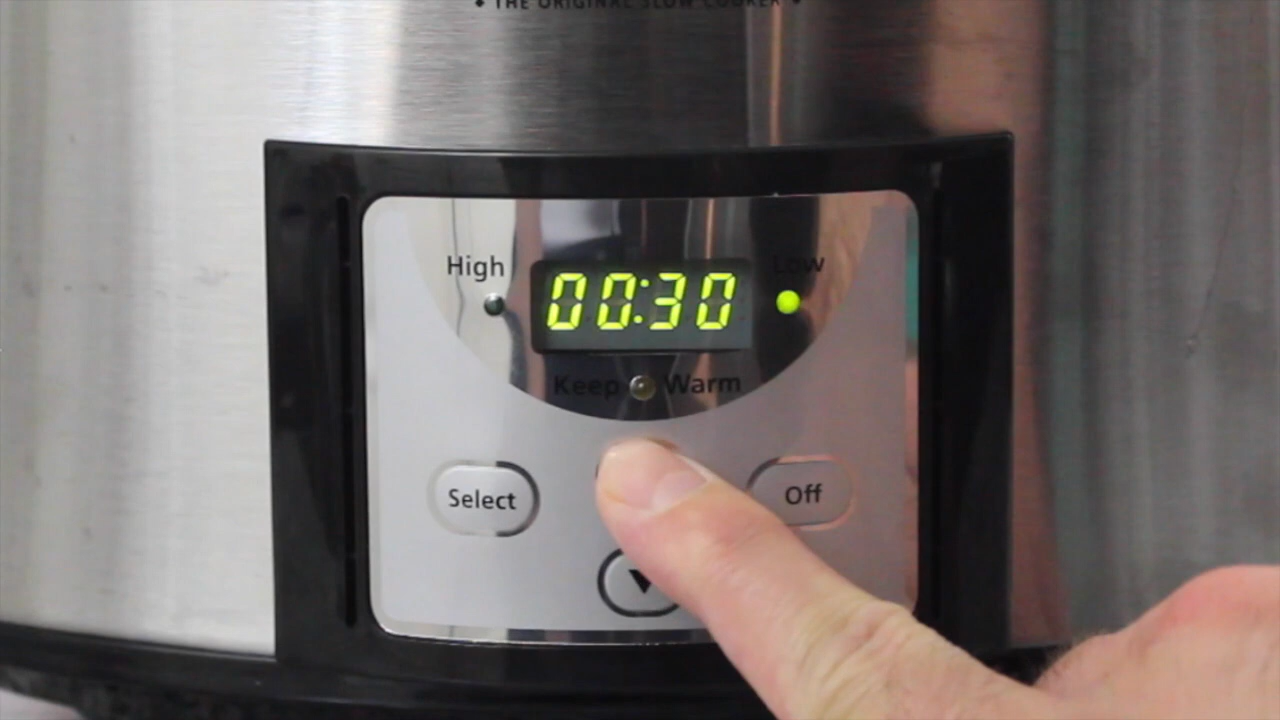 THE ORIGINAL SLOW COOKER
High
00:30
Low
Keep Warm
Select
Off